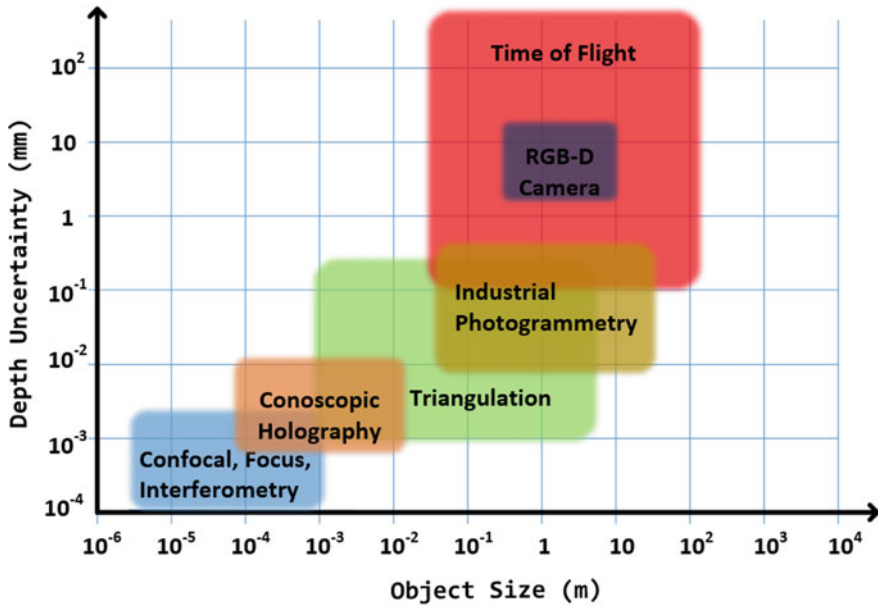 Depth Uncertainty (mm)
10²
10
1
10⁻¹
10⁻²
10⁻³
10⁻⁴
Time of Flight
RGB-D
Camera
Industrial
Photogrammetry
Triangulation
Conoscopic
Holography
Confocal, Focus,
Interferometry
10⁻⁶ 10⁻⁵ 10⁻⁴ 10⁻³ 10⁻² 10⁻¹ 1 10 10² 10³ 10⁴
Object Size (m)